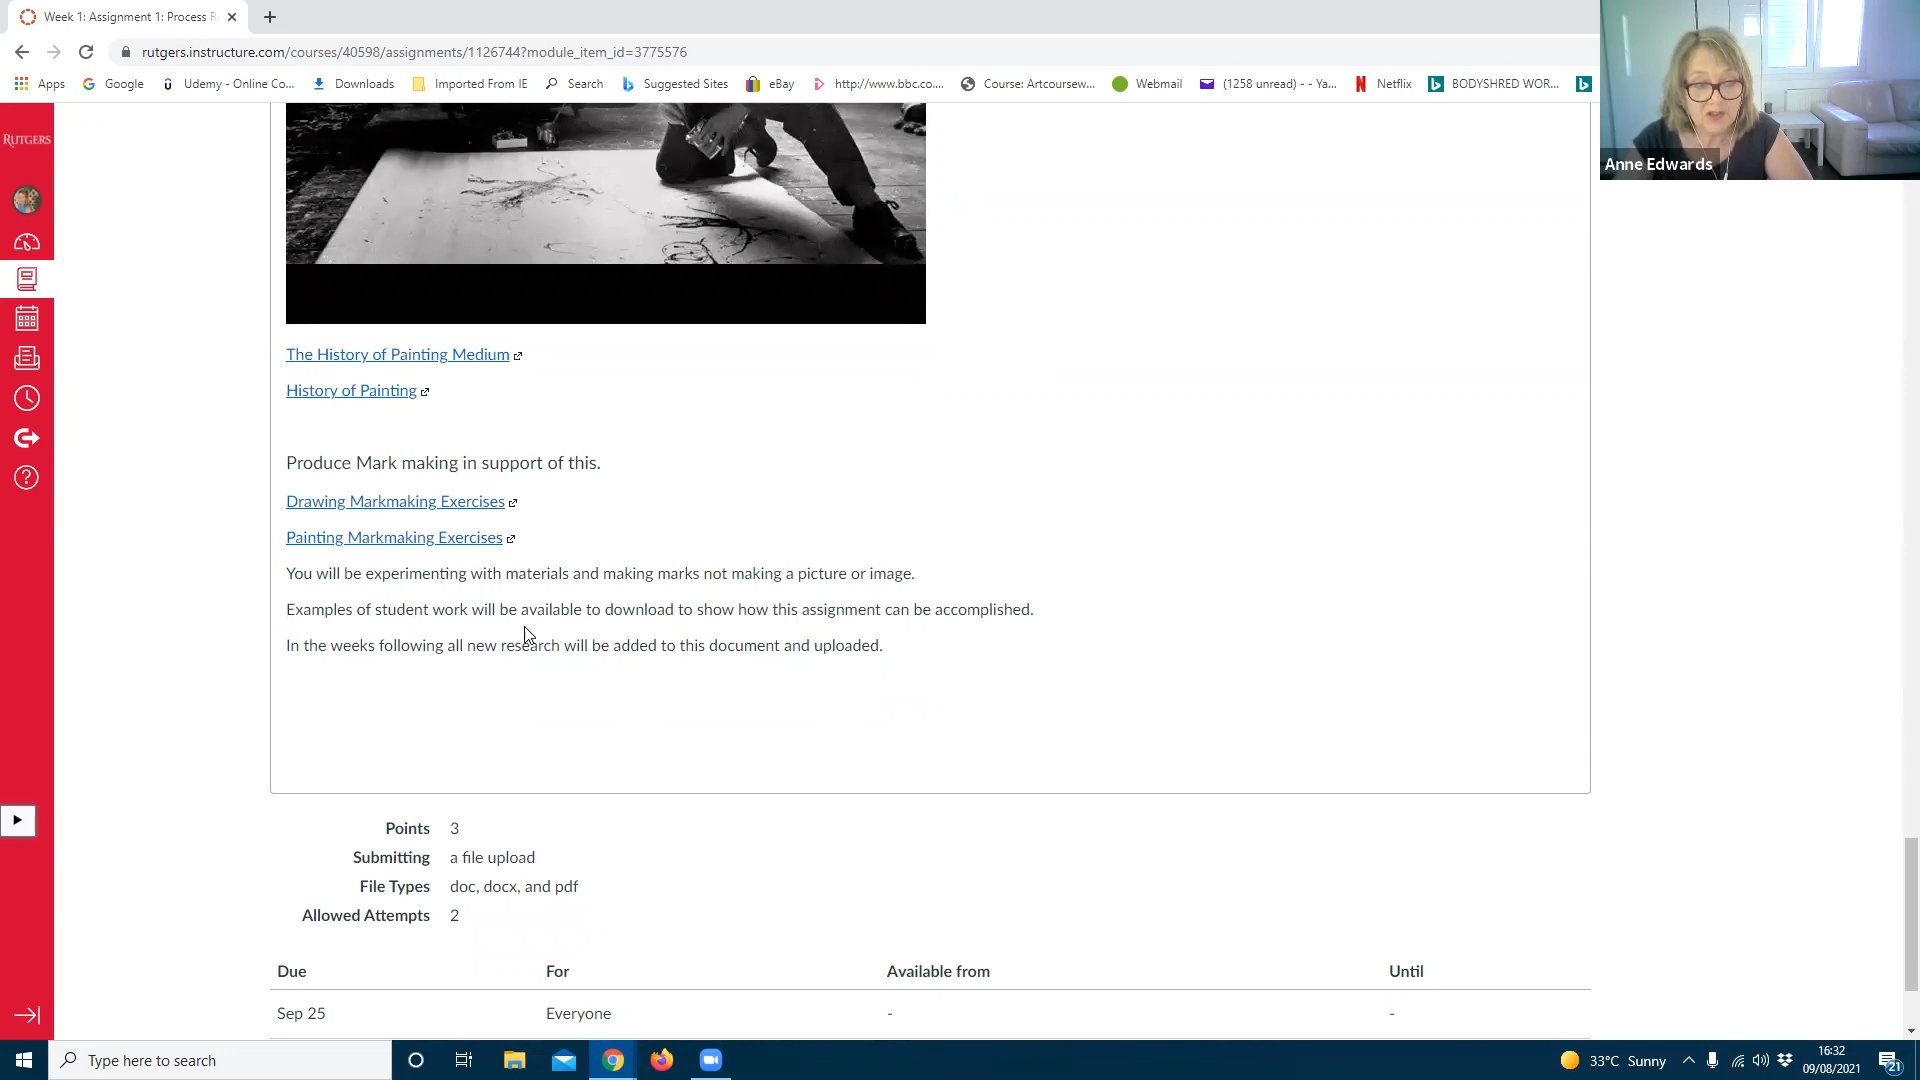 Week 1: Assignment 1: Process R
rutgers.instructure.com/courses/40598/assignments/1126744?module_item_id=3775576
Apps
Google
Udemy - Online Co...
Downloads
Imported From IE
Search
Suggested Sites
eBay
http://www.bbc.co....
Course: Artcoursew...
Webmail
(1258 unread) - - Ya...
Netflix
BODYSHRED WOR...
RUTGERS
Anne Edwards
The History of Painting Medium
History of Painting
Produce Mark making in support of this.
Drawing Markmaking Exercises
Painting Markmaking Exercises
You will be experimenting with materials and making marks not making a picture or image.
Examples of student work will be available to download to show how this assignment can be accomplished.
In the weeks following all new research will be added to this document and uploaded.
Points 3
Submitting a file upload
File Types doc, docx, and pdf
Allowed Attempts 2
Due For Available from Until
Sep 25 Everyone - -
Type here to search
33°C Sunny
16:32
09/08/2021
21